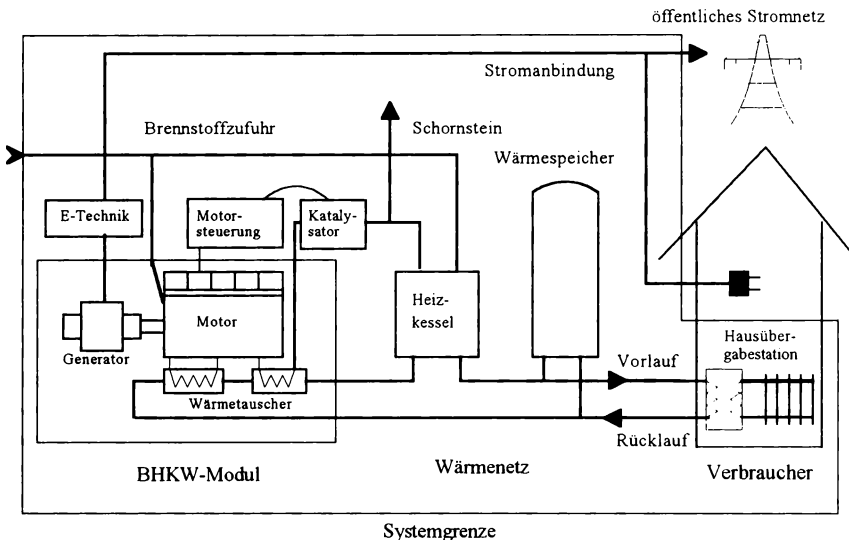 öffentliches Stromnetz
Stromanbindung
Brennstoffzufuhr
Schornstein
Wärmespeicher
E-Technik
Motor-
steuerung
Kataly-
sator
Heiz-
kessel
Motor
Generator
Hausüber-
gabestation
Vorlauf
Wärmetauscher
Rücklauf
BHKW-Modul
Wärmenetz
Verbraucher
Systemgrenze